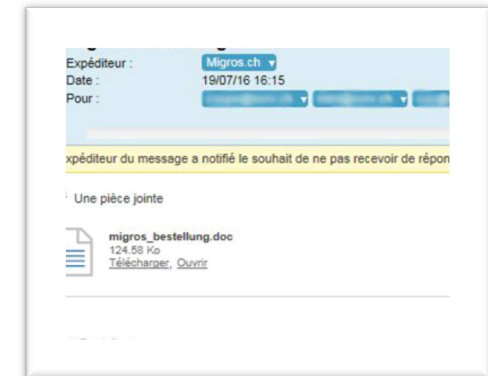 Expéditeur : Migros.ch
Date : 19/07/16 16:15
Pour :
xpéditeur du message a notifié le souhait de ne pas recevoir de répon
Une pièce jointe
migros_bestellung.doc
124.58 Ko
Télécharger, Ouvrir